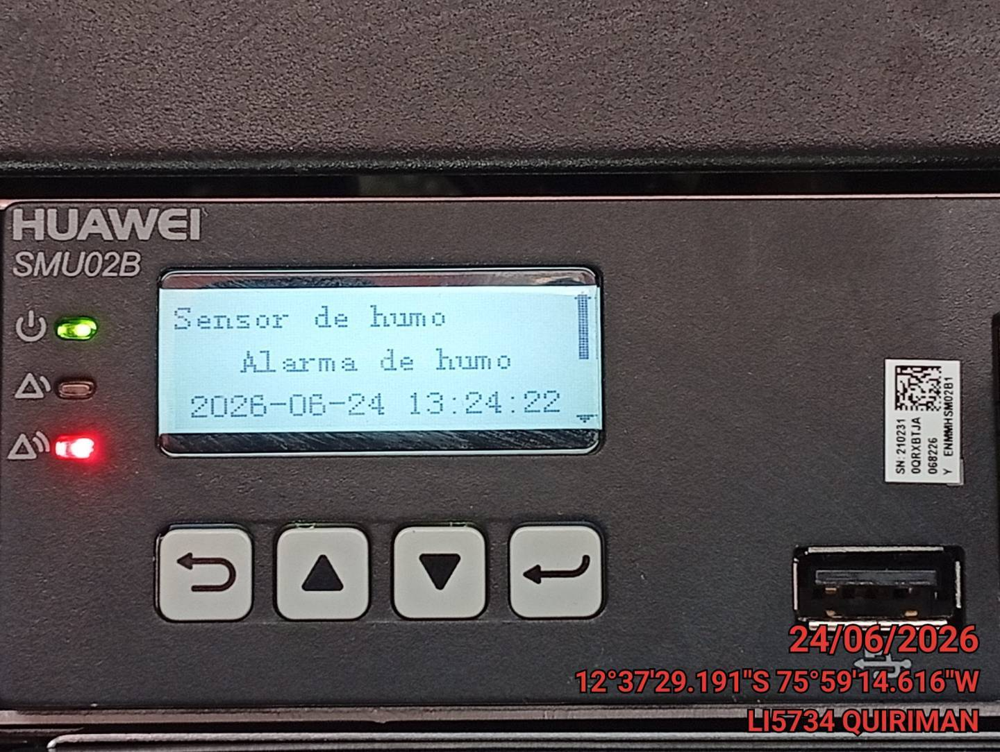 HUAWEI
SMU02B
Sensor de humo
Alarma de humo
2026-06-24 13:24:22
SN: 210231
0QRXBTJA
068226
Y ENMMHSM02B1
24/06/2026
12°37'29.191"S 75°59'14.616"W
LI5734 QUIRIMAN